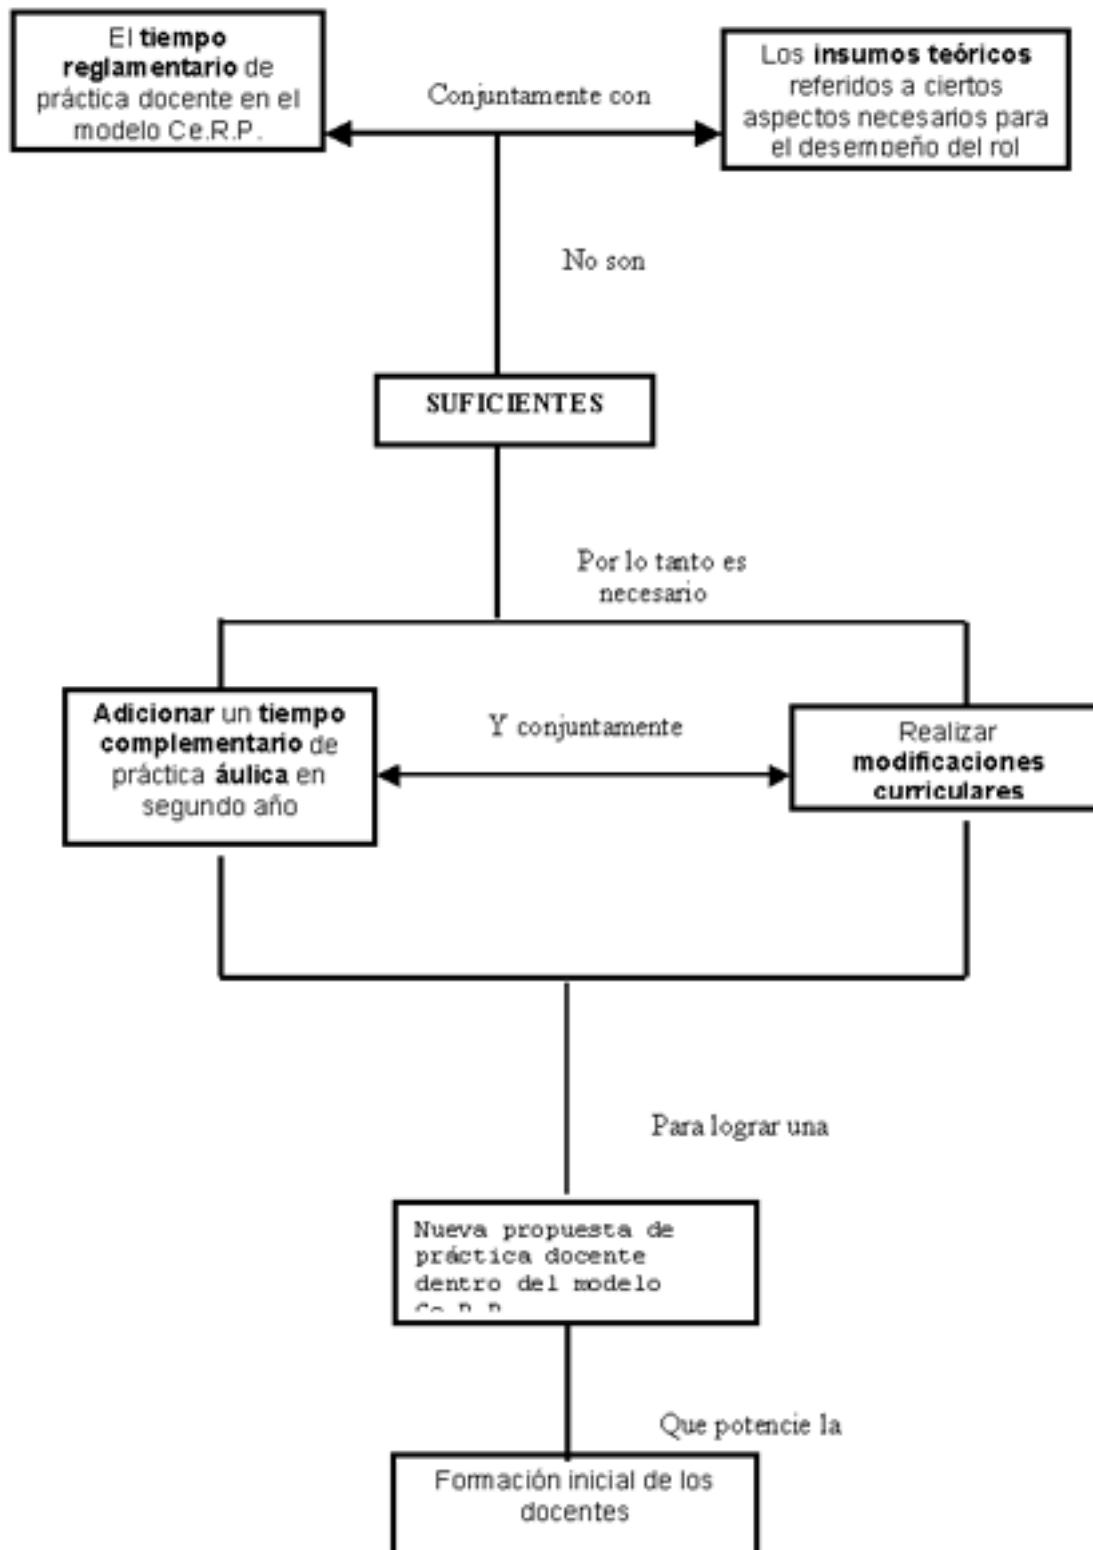 El tiempo
reglamentario de
práctica docente en el
modelo Ce.R.P.
Conjuntamente con
Los insumos teóricos
referidos a ciertos
aspectos necesarios para
el desempeño del rol
No son
SUFICIENTES
Por lo tanto es
necesario
Adicionar un tiempo
complementario de
práctica áulica en
segundo año
Y conjuntamente
Realizar
modificaciones
curriculares
Para lograr una
Nueva propuesta de
práctica docente
dentro del modelo
Ce.R.P
Que potencie la
Formación inicial de los
docentes